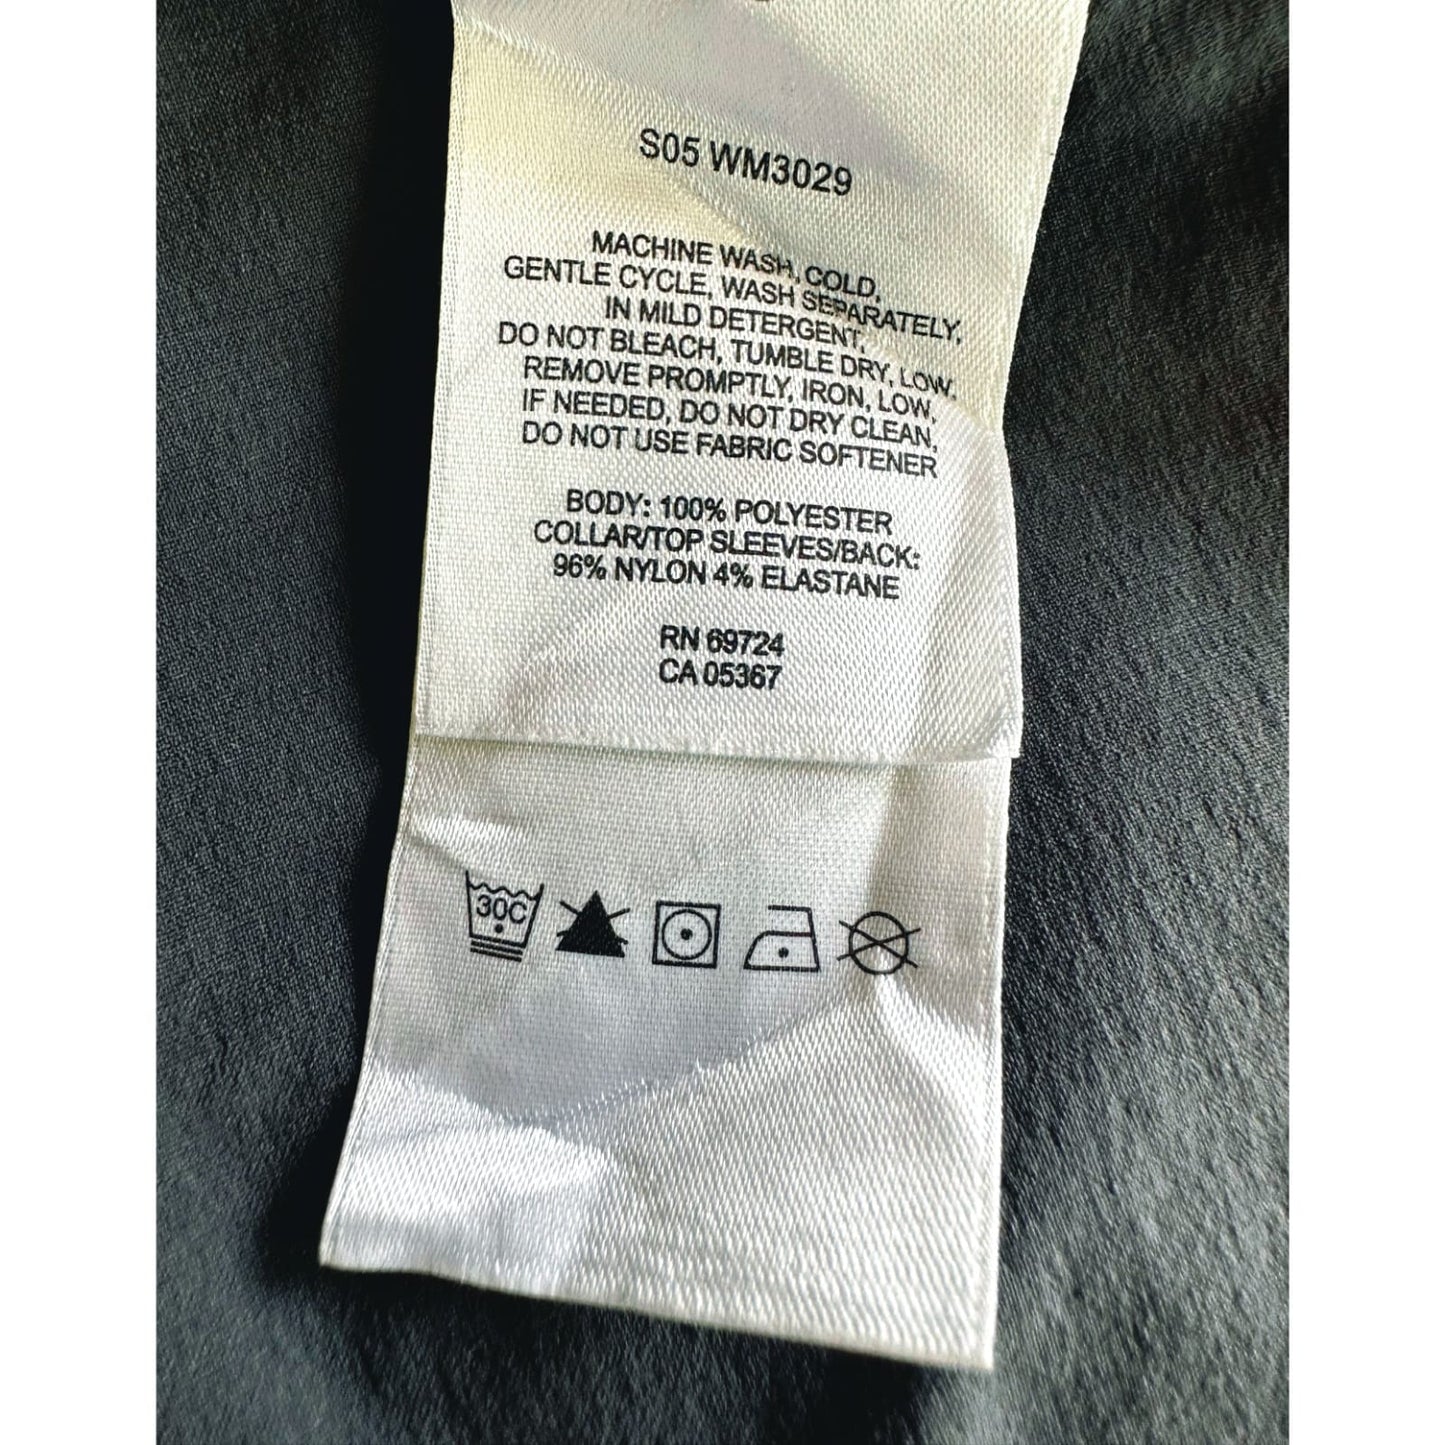 S05 WM3029
MACHINE WASH, COLD,
GENTLE CYCLE, WASH SEPARATELY,
IN MILD DETERGENT,
DO NOT BLEACH, TUMBLE DRY, LOW,
REMOVE PROMPTLY, IRON, LOW,
IF NEEDED, DO NOT DRY CLEAN,
DO NOT USE FABRIC SOFTENER
BODY: 100% POLYESTER
COLLAR/TOP SLEEVES/BACK:
96% NYLON 4% ELASTANE
RN 69724
CA 05367
30C